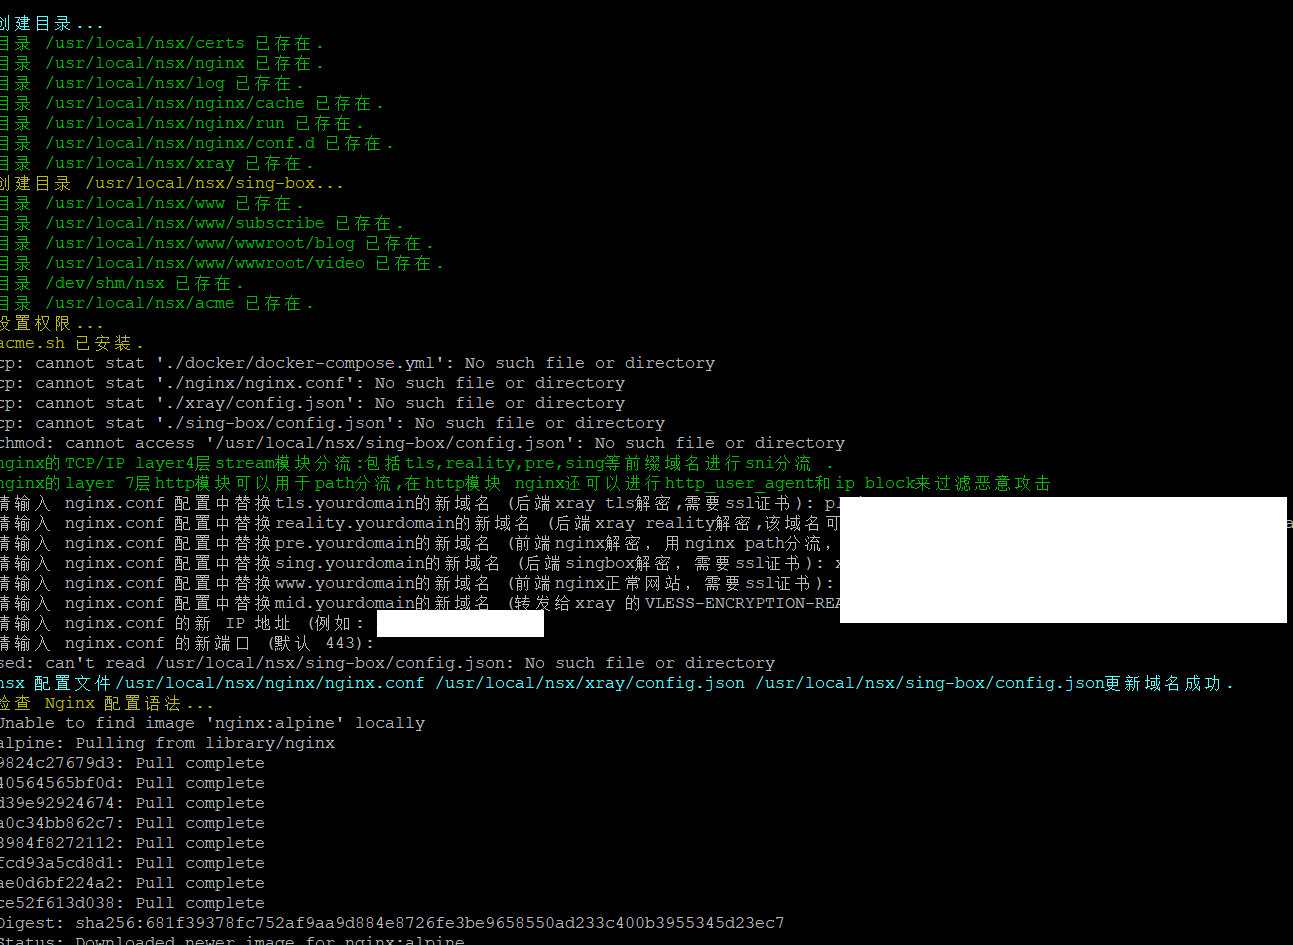 创建目录...
目录 /usr/local/nsx/certs 已存在.
目录 /usr/local/nsx/nginx 已存在.
目录 /usr/local/nsx/log 已存在.
目录 /usr/local/nsx/nginx/cache 已存在.
目录 /usr/local/nsx/nginx/run 已存在.
目录 /usr/local/nsx/nginx/conf.d 已存在.
目录 /usr/local/nsx/xray 已存在.
创建目录 /usr/local/nsx/sing-box...
目录 /usr/local/nsx/www 已存在.
目录 /usr/local/nsx/www/subscribe 已存在.
目录 /usr/local/nsx/www/wwwroot/blog 已存在.
目录 /usr/local/nsx/www/wwwroot/video 已存在.
目录 /dev/shm/nsx 已存在.
目录 /usr/local/nsx/acme 已存在.
设置权限...
acme.sh 已安装.
cp: cannot stat './docker/docker-compose.yml': No such file or directory
cp: cannot stat './nginx/nginx.conf': No such file or directory
cp: cannot stat './xray/config.json': No such file or directory
cp: cannot stat './sing-box/config.json': No such file or directory
chmod: cannot access '/usr/local/nsx/sing-box/config.json': No such file or directory
nginx的TCP/IP layer4层stream模块分流:包括tls,reality,pre,sing等前缀域名进行sni分流 .
nginx的layer 7层http模块可以用于path分流,在http模块 nginx还可以进行http_user_agent和ip block来过滤恶意攻击
请输入 nginx.conf 配置中替换tls.yourdomain的新域名 (后端xray tls解密,需要ssl证书):
请输入 nginx.conf 配置中替换reality.yourdomain的新域名 (后端xray reality解密,该域名可
请输入 nginx.conf 配置中替换pre.yourdomain的新域名 (前端nginx解密, 用nginx path分流,
请输入 nginx.conf 配置中替换sing.yourdomain的新域名 (后端singbox解密, 需要ssl证书):
请输入 nginx.conf 配置中替换www.yourdomain的新域名 (前端nginx正常网站, 需要ssl证书):
请输入 nginx.conf 配置中替换mid.yourdomain的新域名 (转发给xray 的VLESS-ENCRYPTION-REA
请输入 nginx.conf 的新 IP 地址 (例如:
请输入 nginx.conf 的新端口 (默认 443):
sed: can't read /usr/local/nsx/sing-box/config.json: No such file or directory
nsx 配置文件/usr/local/nsx/nginx/nginx.conf /usr/local/nsx/xray/config.json /usr/local/nsx/sing-box/config.json更新域名成功.
检查 Nginx 配置语法...
Unable to find image 'nginx:alpine' locally
alpine: Pulling from library/nginx
9824c27679d3: Pull complete
40564565bf0d: Pull complete
d39e92924674: Pull complete
a0c34bb862c7: Pull complete
3984f8272112: Pull complete
fcd93a5cd8d1: Pull complete
ae0d6bf224a2: Pull complete
ce52f613d038: Pull complete
Digest: sha256:681f39378fc752af9aa9d884e8726fe3be9658550ad233c400b3955345d23ec7
Status: Downloaded newer image for nginx:alpine